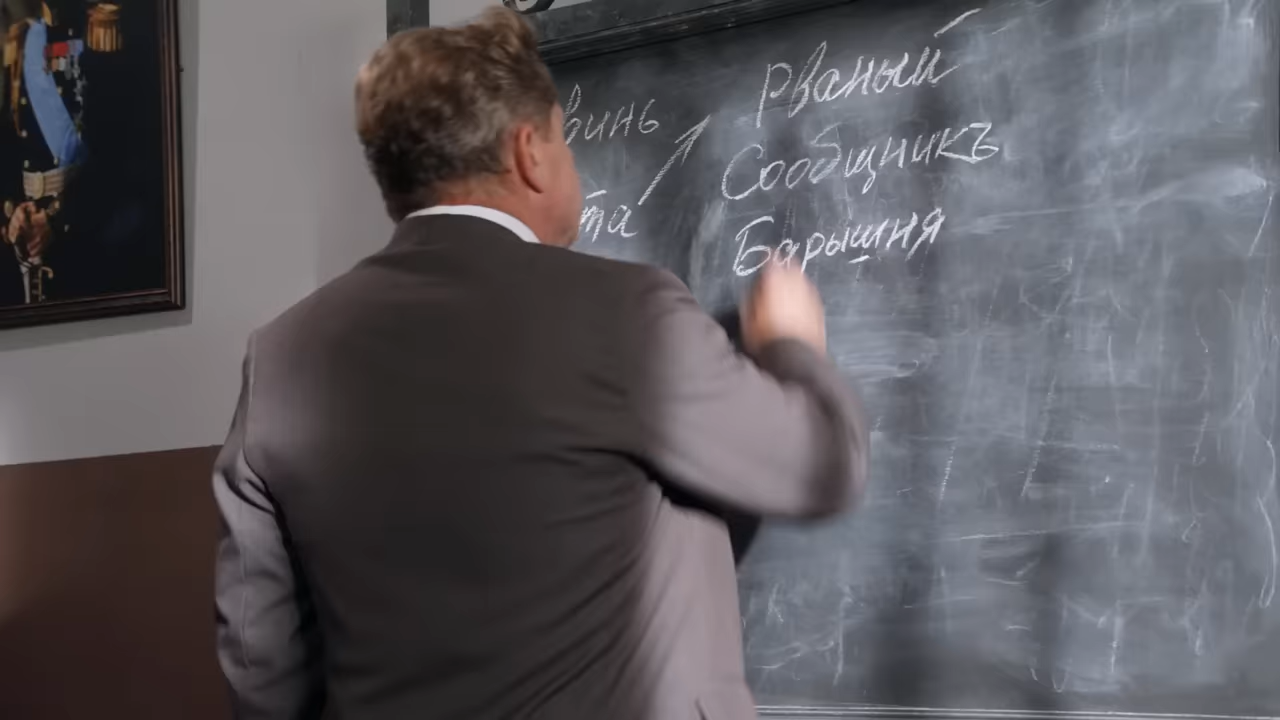 Рваный
Сообщникъ
Барышня